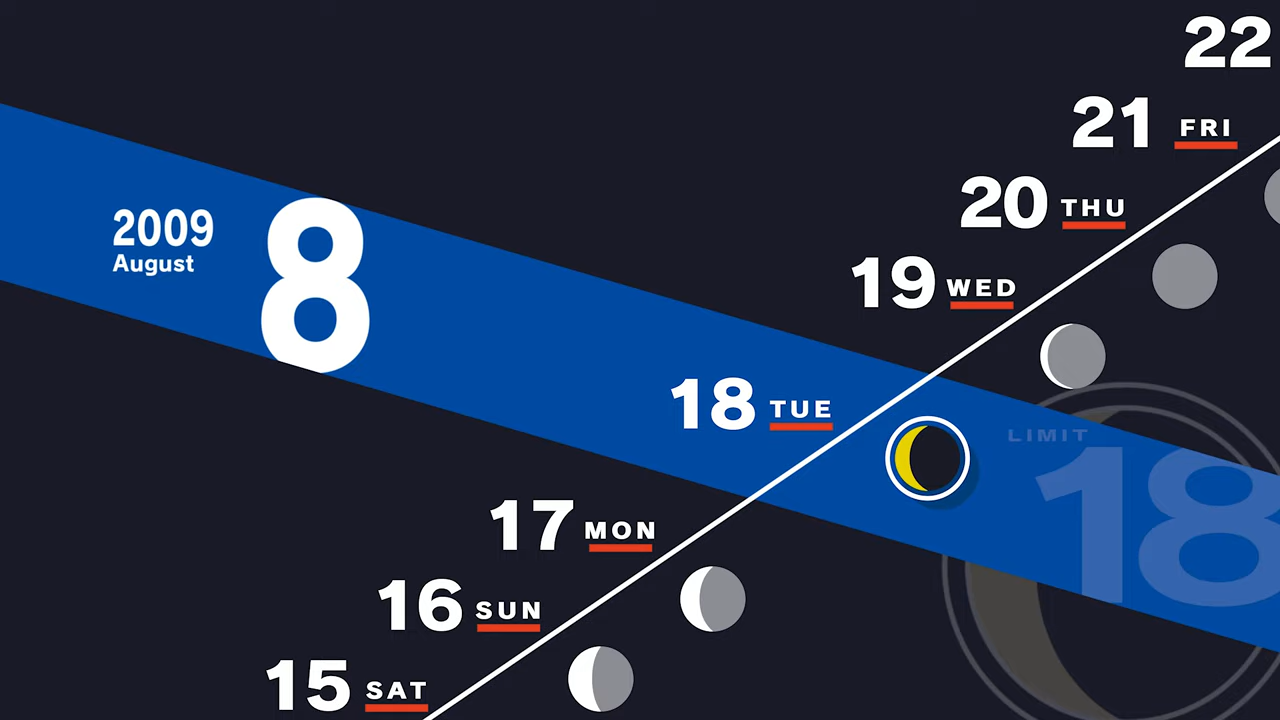 22
21 FRI
20 THU
19 WED
2009
August
8
18 TUE
LIMIT
18
17 MON
16 SUN
15 SAT